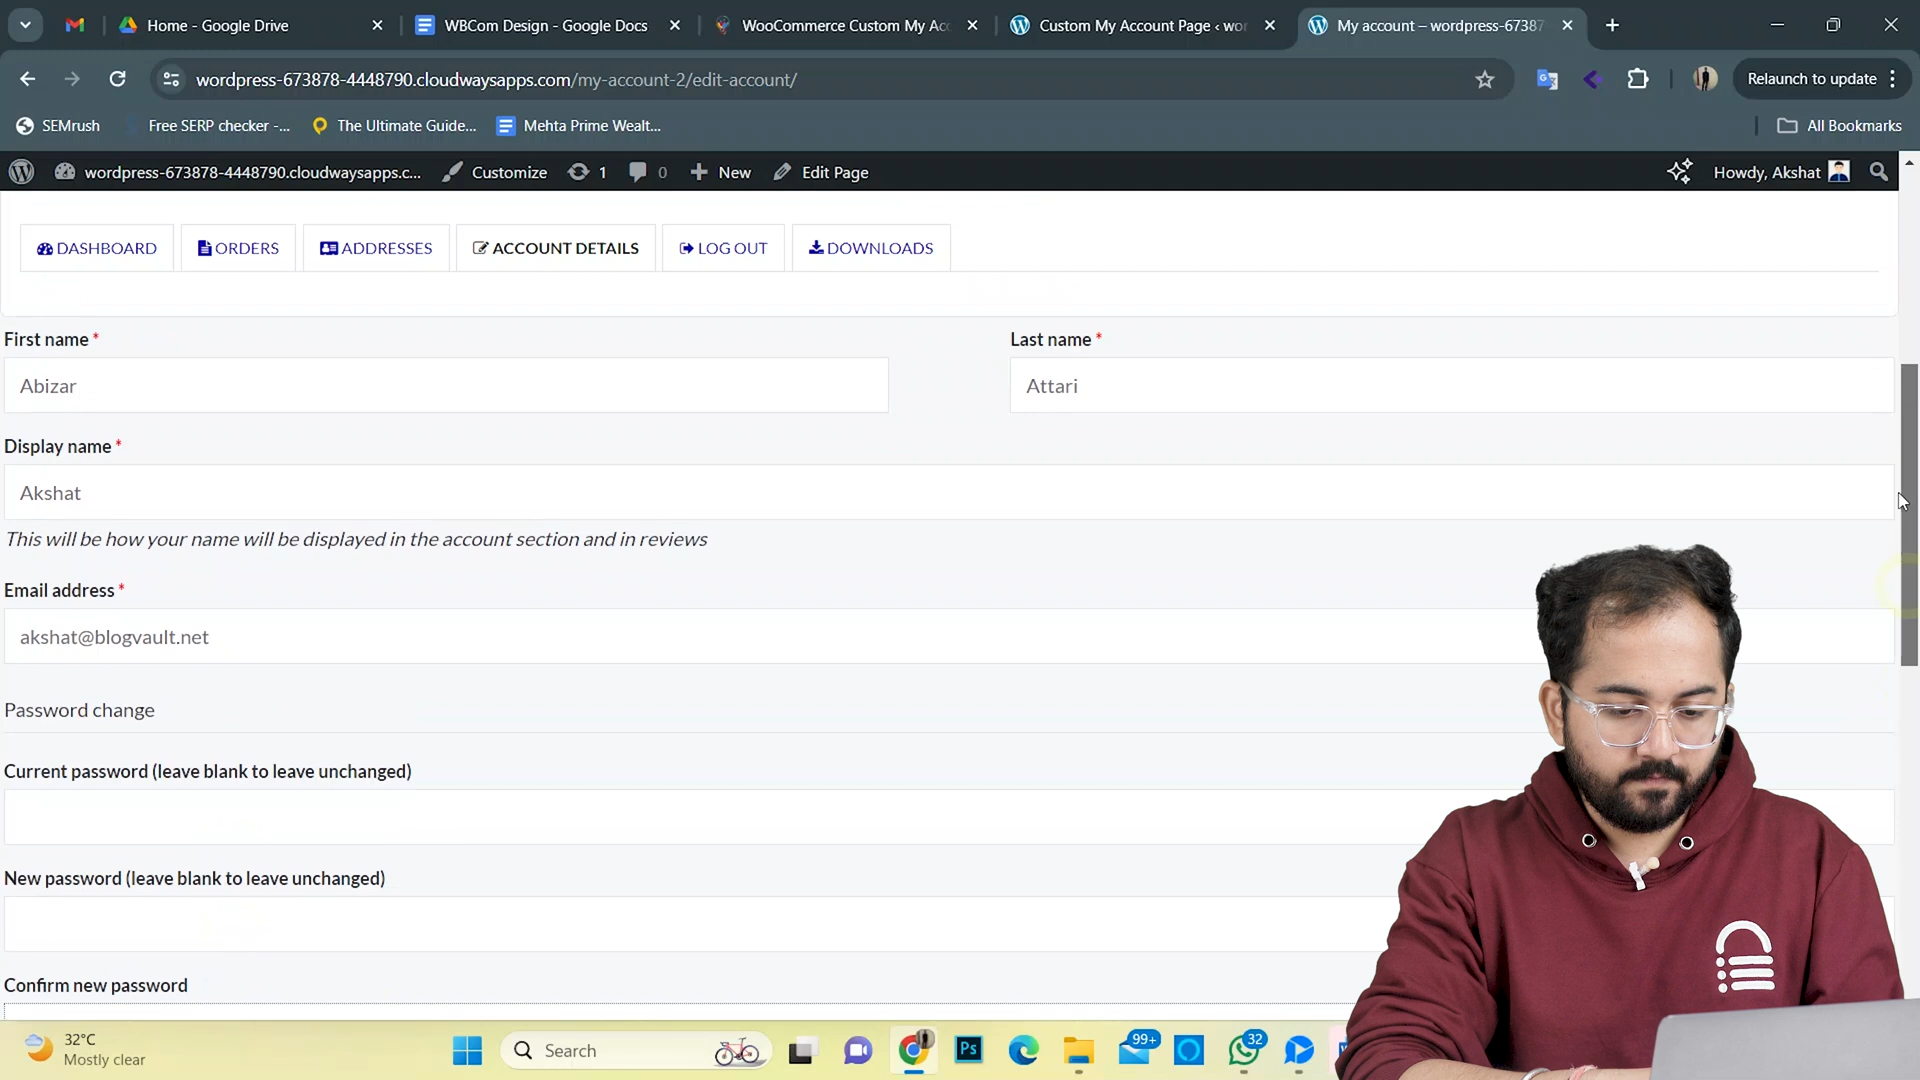 Home - Google Drive
WBCom Design - Google Docs
WooCommerce Custom My Acc
Custom My Account Page ‹ wor
My account – wordpress-67387
wordpress-673878-4448790.cloudwaysapps.com/my-account-2/edit-account/
Relaunch to update
SEMrush
Free SERP checker -...
The Ultimate Guide...
Mehta Prime Wealt...
All Bookmarks
wordpress-673878-4448790.cloudwaysapps.c...
Customize
1
0
New
Edit Page
Howdy, Akshat
DASHBOARD
ORDERS
ADDRESSES
ACCOUNT DETAILS
LOG OUT
DOWNLOADS
First name *
Last name *
Abizar
Attari
Display name *
Akshat
This will be how your name will be displayed in the account section and in reviews
Email address *
akshat@blogvault.net
Password change
Current password (leave blank to leave unchanged)
New password (leave blank to leave unchanged)
Confirm new password
32°C
Mostly clear
Search
Ps
99+
32